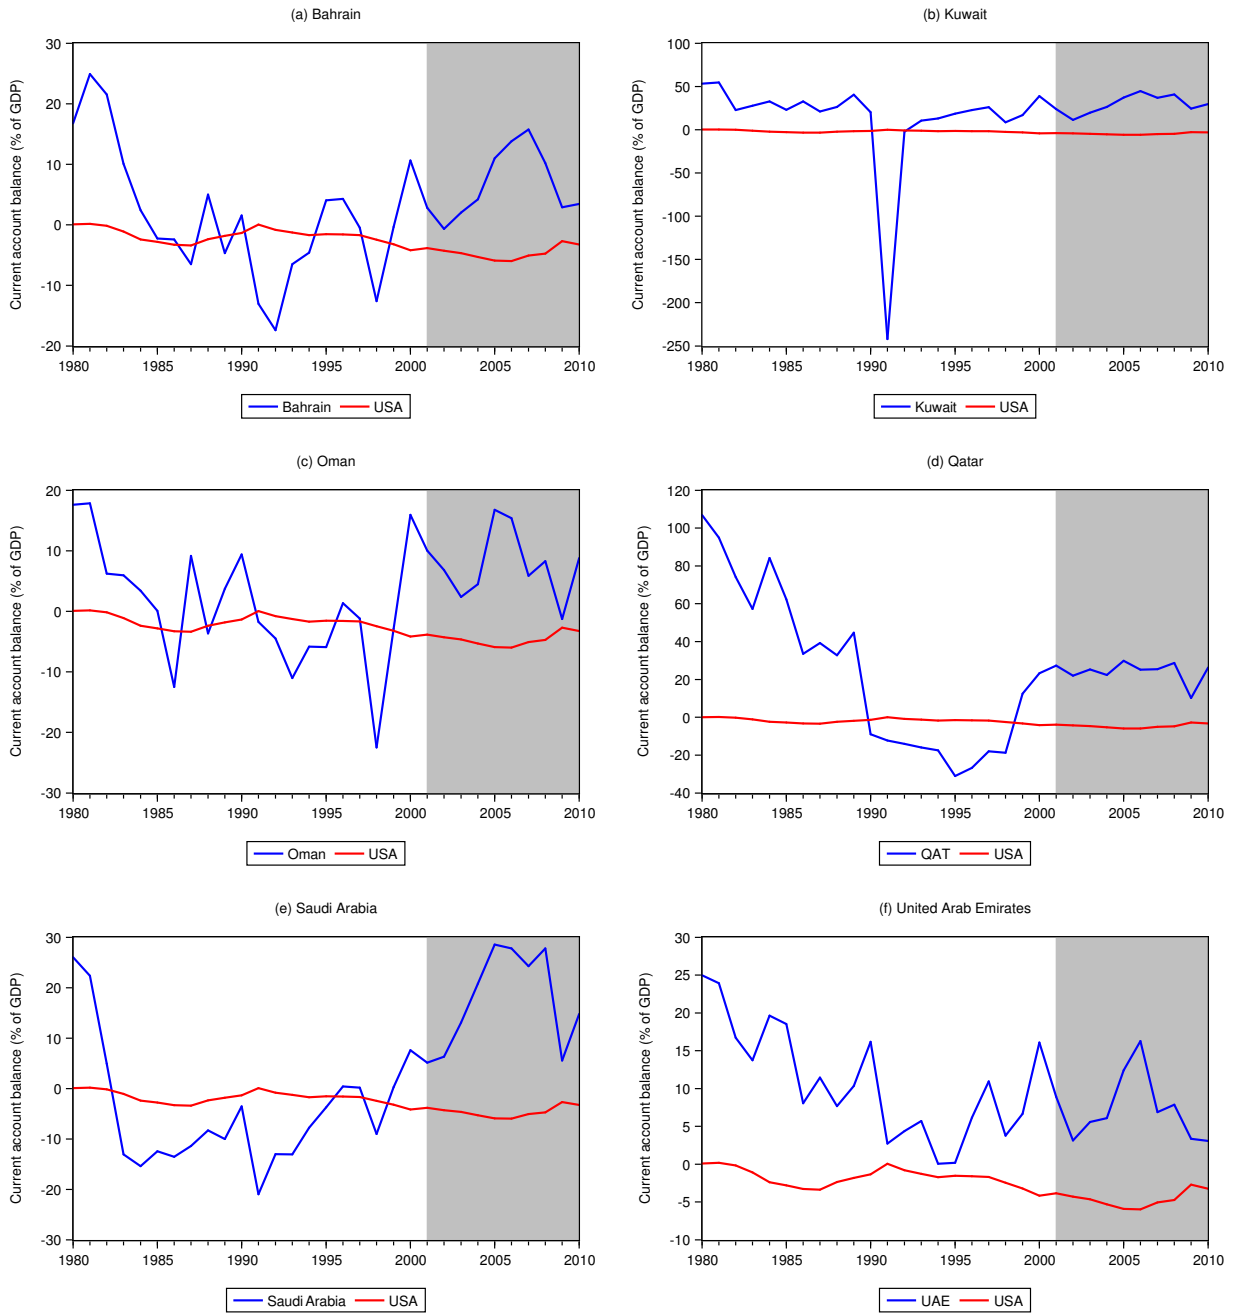 (a) Bahrain
Current account balance (% of GDP)
30
20
10
0
-10
-20
1980 1985 1990 1995 2000 2005 2010
Bahrain USA
(b) Kuwait
Current account balance (% of GDP)
100
50
0
-50
-100
-150
-200
-250
1980 1985 1990 1995 2000 2005 2010
Kuwait USA
(c) Oman
Current account balance (% of GDP)
20
10
0
-10
-20
-30
1980 1985 1990 1995 2000 2005 2010
Oman USA
(d) Qatar
Current account balance (% of GDP)
120
100
80
60
40
20
0
-20
-40
1980 1985 1990 1995 2000 2005 2010
QAT USA
(e) Saudi Arabia
Current account balance (% of GDP)
30
20
10
0
-10
-20
-30
1980 1985 1990 1995 2000 2005 2010
Saudi Arabia USA
(f) United Arab Emirates
Current account balance (% of GDP)
30
25
20
15
10
5
0
-5
-10
1980 1985 1990 1995 2000 2005 2010
UAE USA